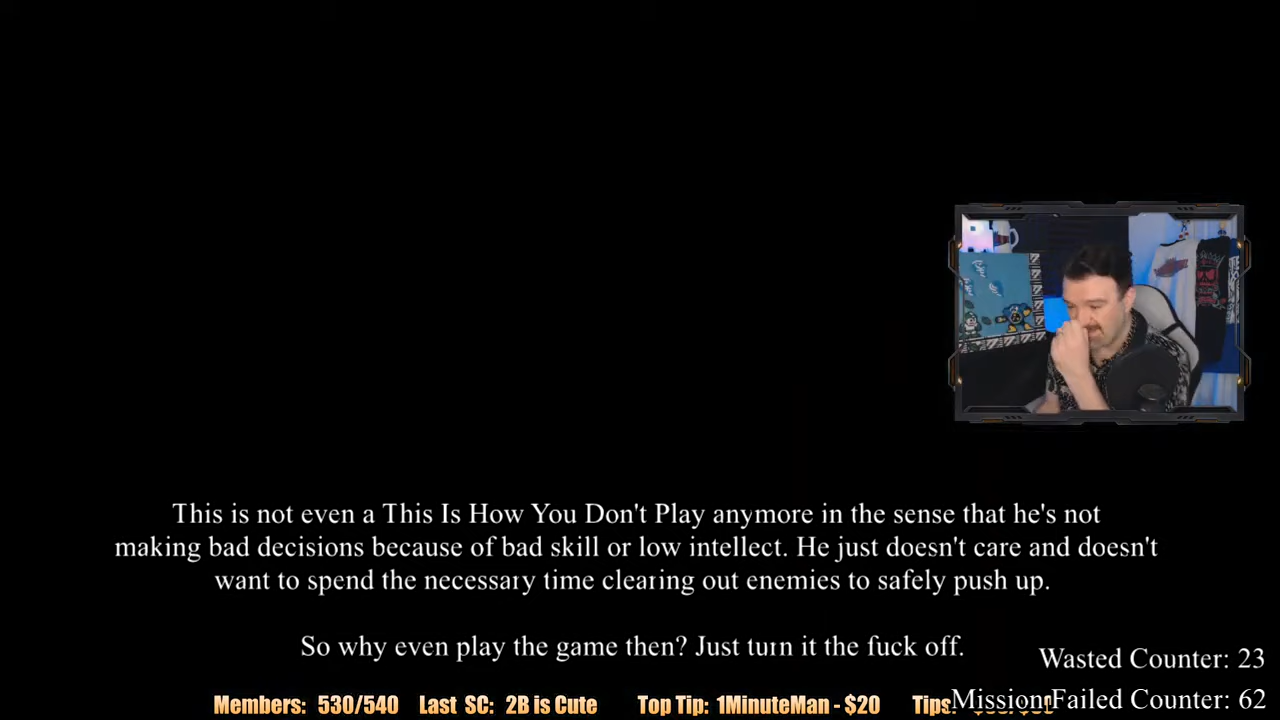 This is not even a This Is How You Don't Play anymore in the sense that he's not
making bad decisions because of bad skill or low intellect. He just doesn't care and doesn't
want to spend the necessary time clearing out enemies to safely push up.
So why even play the game then? Just turn it the fuck off.
Wasted Counter: 23
MissionFailed Counter: 62
Members: 530/540 Last SC: 2B is Cute Top Tip: 1MinuteMan - $20 Tips: